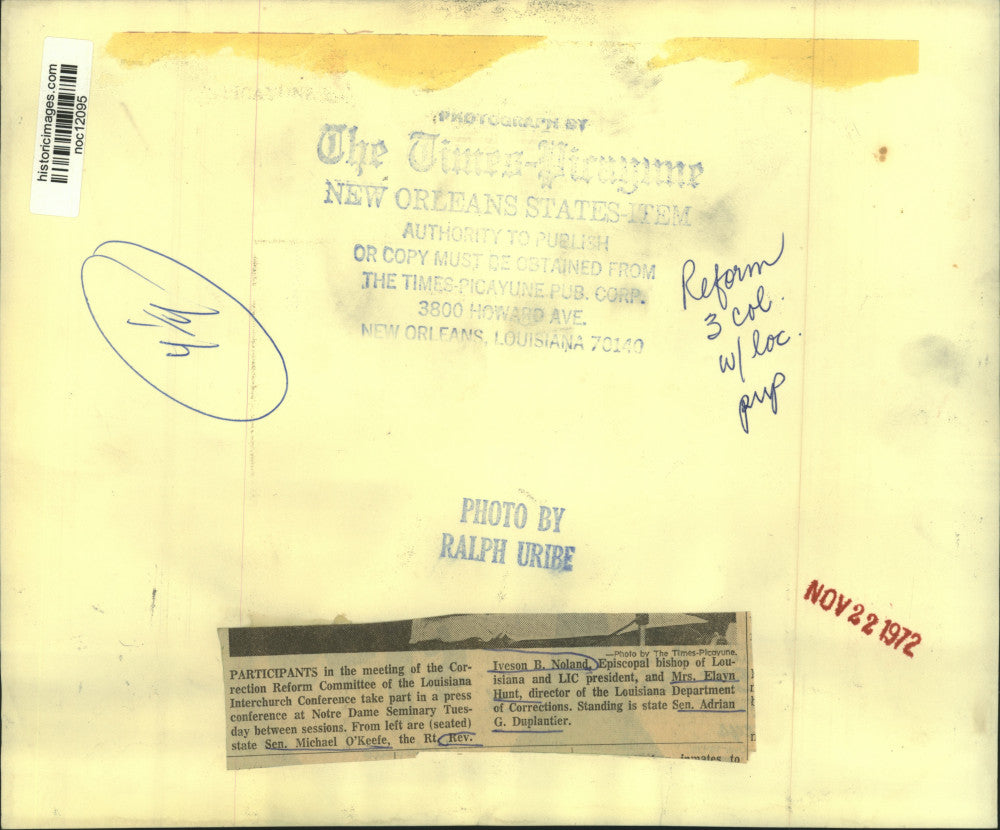 historicimages.com
noc12095
PHOTOGRAPH BY
The Times-Picayune
NEW ORLEANS STATES-ITEM
AUTHORITY TO PUBLISH
OR COPY MUST BE OBTAINED FROM
THE TIMES-PICAYUNE PUB. CORP.
3800 HOWARD AVE.
NEW ORLEANS, LOUISIANA 70140
Reform
3 col.
w/ loc.
PHOTO BY
RALPH URIBE
NOV 22 1972
PARTICIPANTS in the meeting of the Cor-
rection Reform Committee of the Louisiana
Interchurch Conference take part in a press
conference at Notre Dame Seminary Tues-
day between sessions. From left are (seated)
state Sen. Michael O'Keefe, the Rt. Rev.
—Photo by The Times-Picayune.
Iveson B. Noland, Episcopal bishop of Lou-
isiana and LIC president, and Mrs. Elayn
Hunt, director of the Louisiana Department
of Corrections. Standing is state Sen. Adrian
G. Duplantier.
inmates to